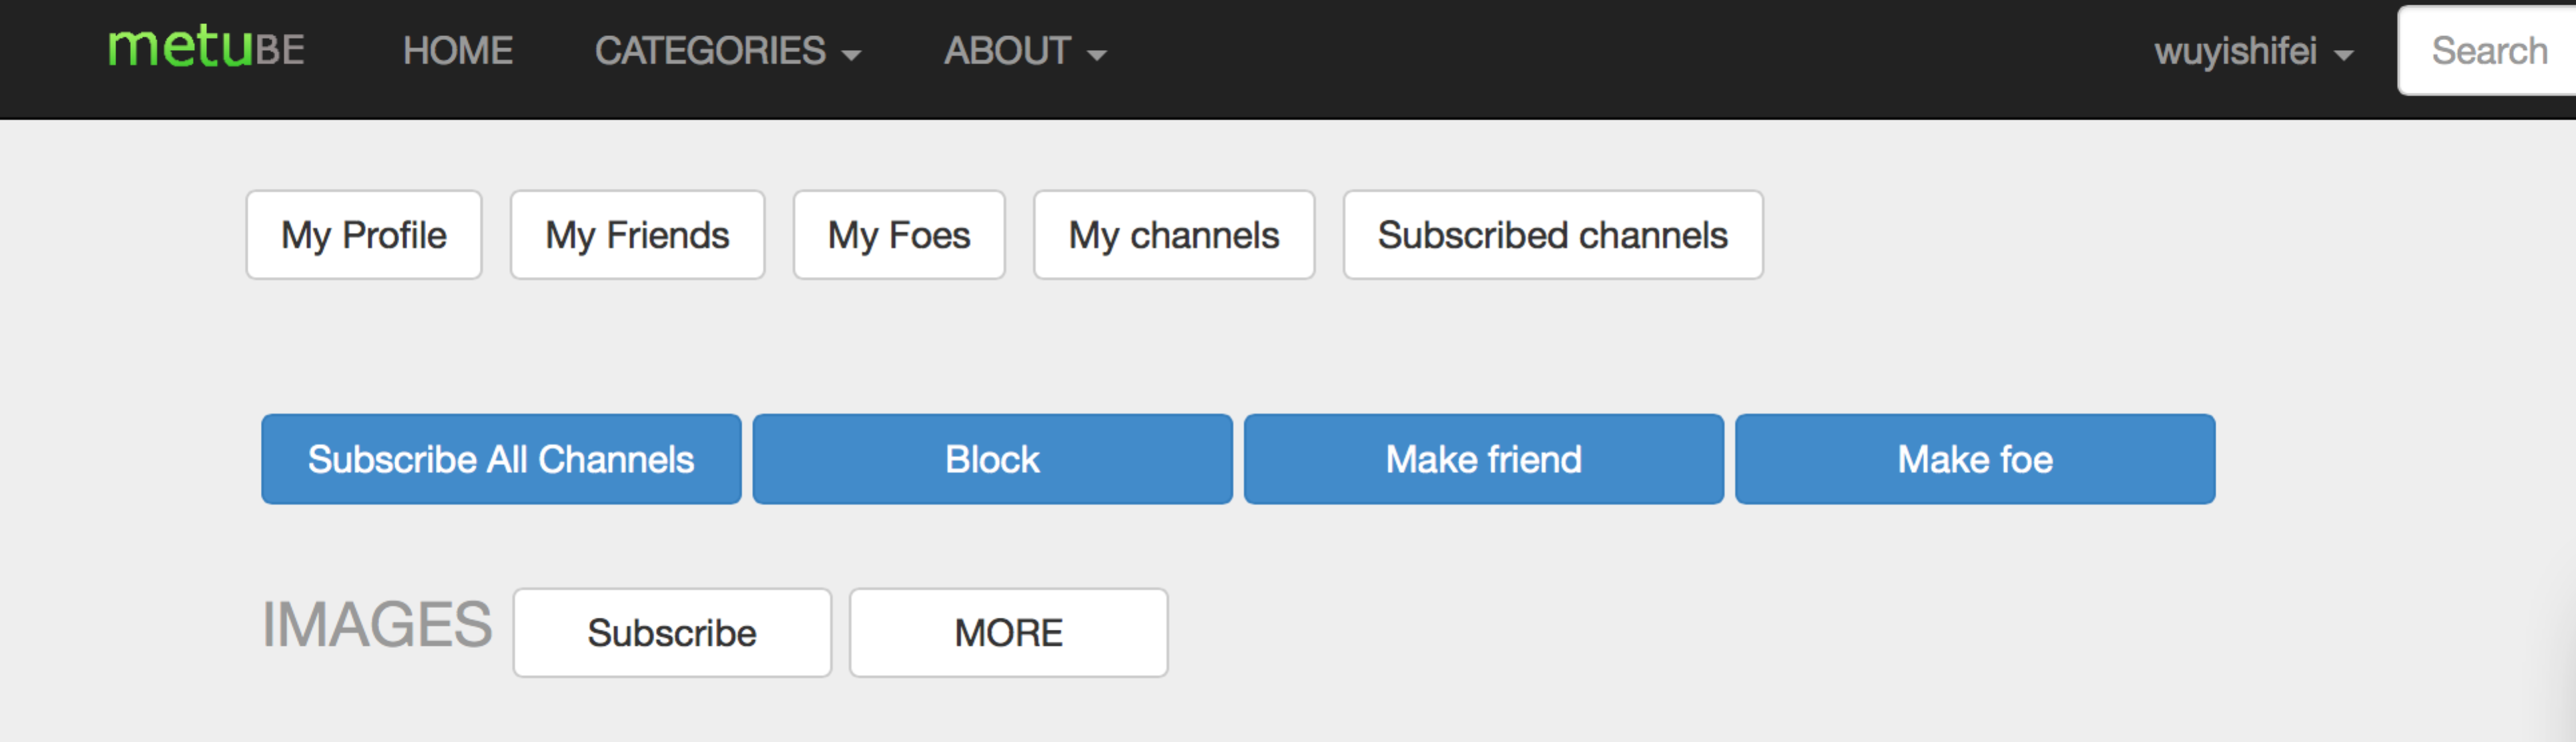 metuBE HOME CATEGORIES ABOUT wuyishifei Search
My Profile My Friends My Foes My channels Subscribed channels
Subscribe All Channels Block Make friend Make foe
IMAGES Subscribe MORE